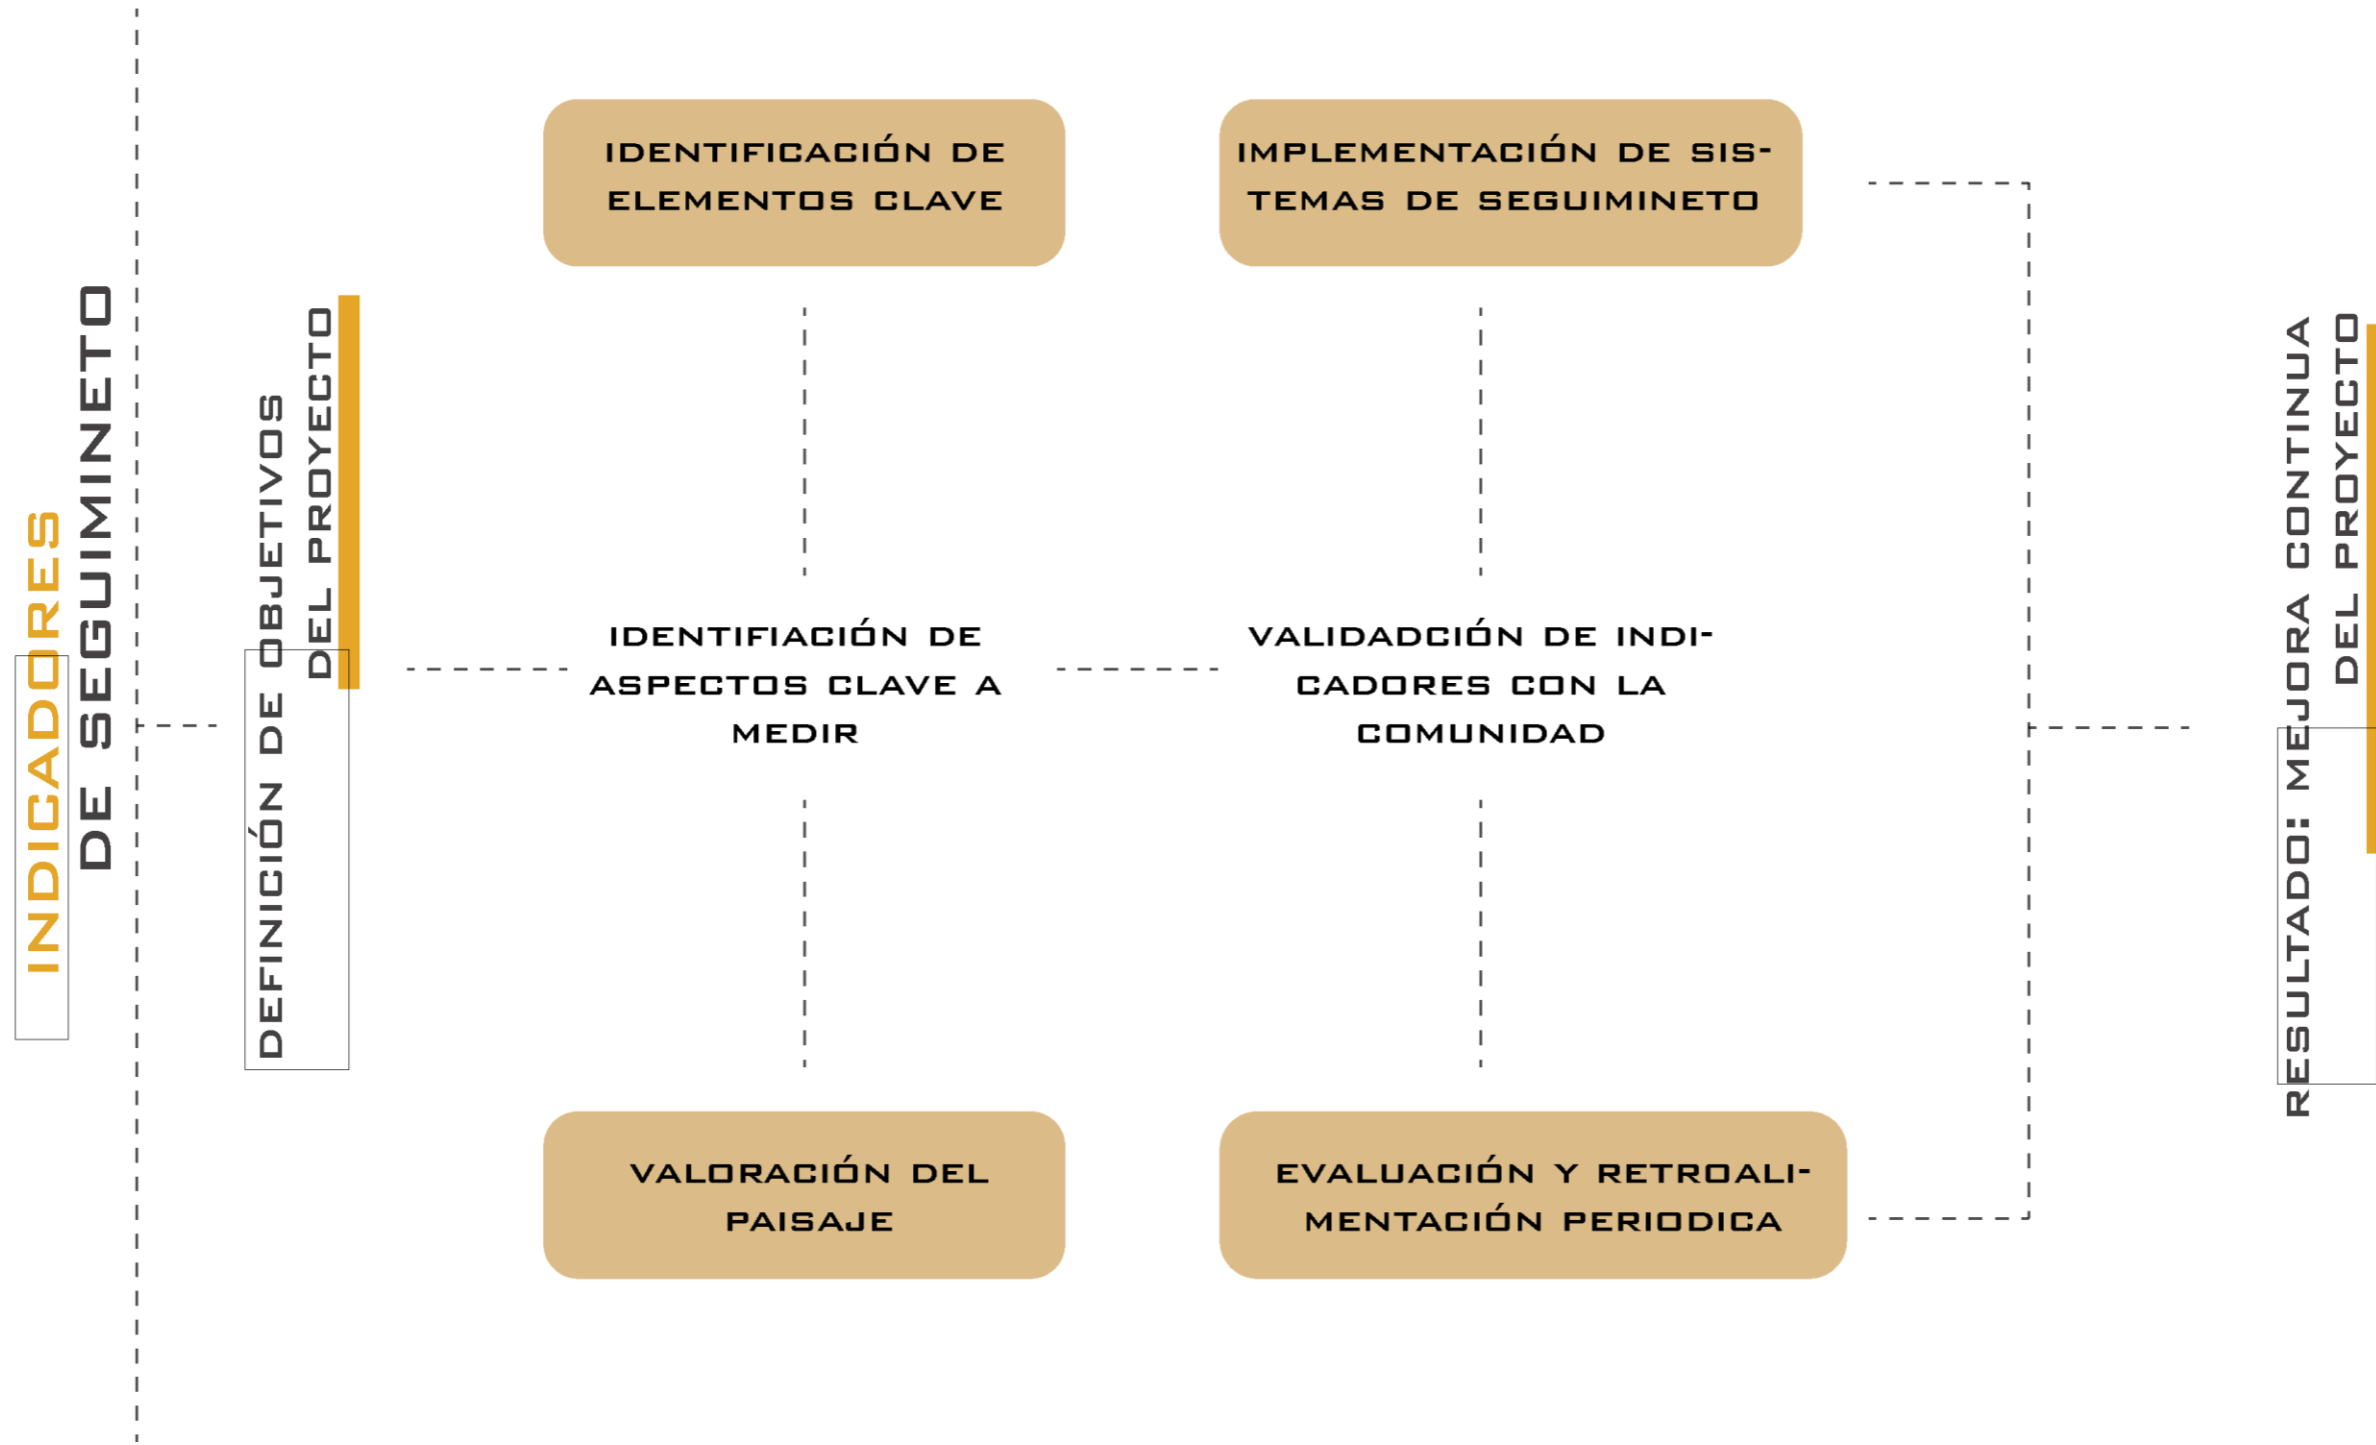 INDICADORES
DE SEGUIMINETO
DEFINICIÓN DE OBJETIVOS
DEL PROYECTO
IDENTIFICACIÓN DE
ELEMENTOS CLAVE
IDENTIFIACIÓN DE
ASPECTOS CLAVE A
MEDIR
VALORACIÓN DEL
PAISAJE
IMPLEMENTACIÓN DE SIS-
TEMAS DE SEGUIMINETO
VALIDADCIÓN DE INDI-
CADORES CON LA
COMUNIDAD
EVALUACIÓN Y RETROALI-
MENTACIÓN PERIODICA
RESULTADO: MEJORA CONTINUA
DEL PROYECTO